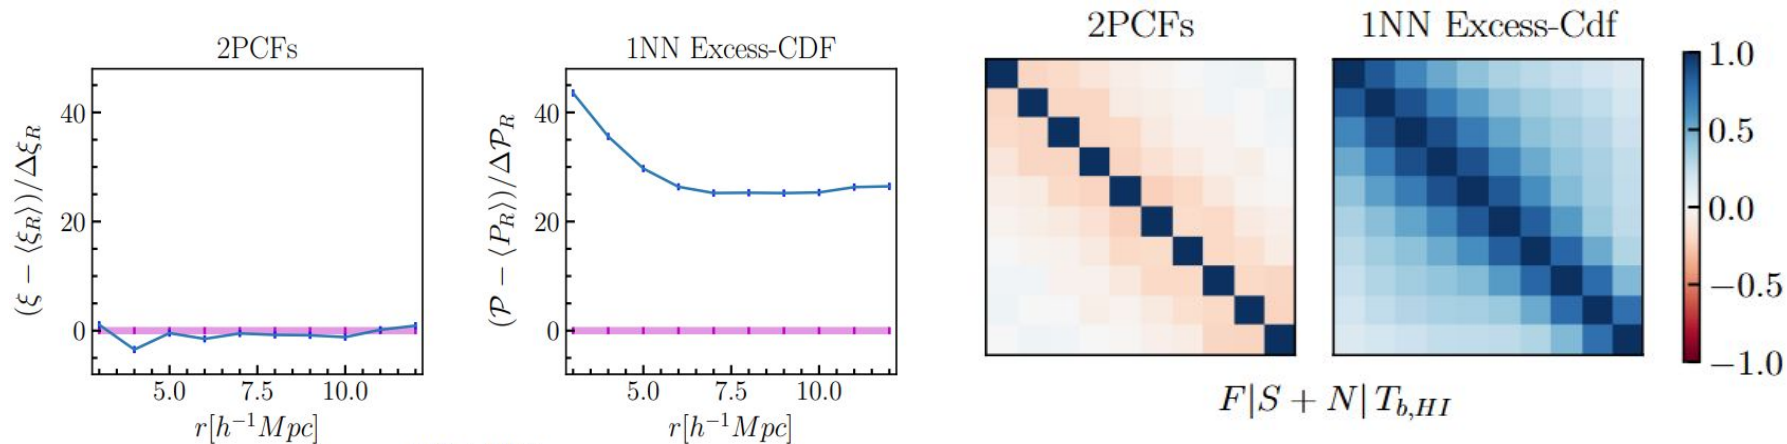 2PCFs
(ξ − ⟨ξ_R⟩)/Δξ_R
40
20
0
5.0 7.5 10.0
r[h^{-1}Mpc]
1NN Excess-CDF
(𝒫 − ⟨P_R⟩)/Δ𝒫_R
40
20
0
5.0 7.5 10.0
r[h^{-1}Mpc]
2PCFs
1NN Excess-Cdf
1.0
0.5
0.0
−0.5
−1.0
F|S + N| T_{b,HI}